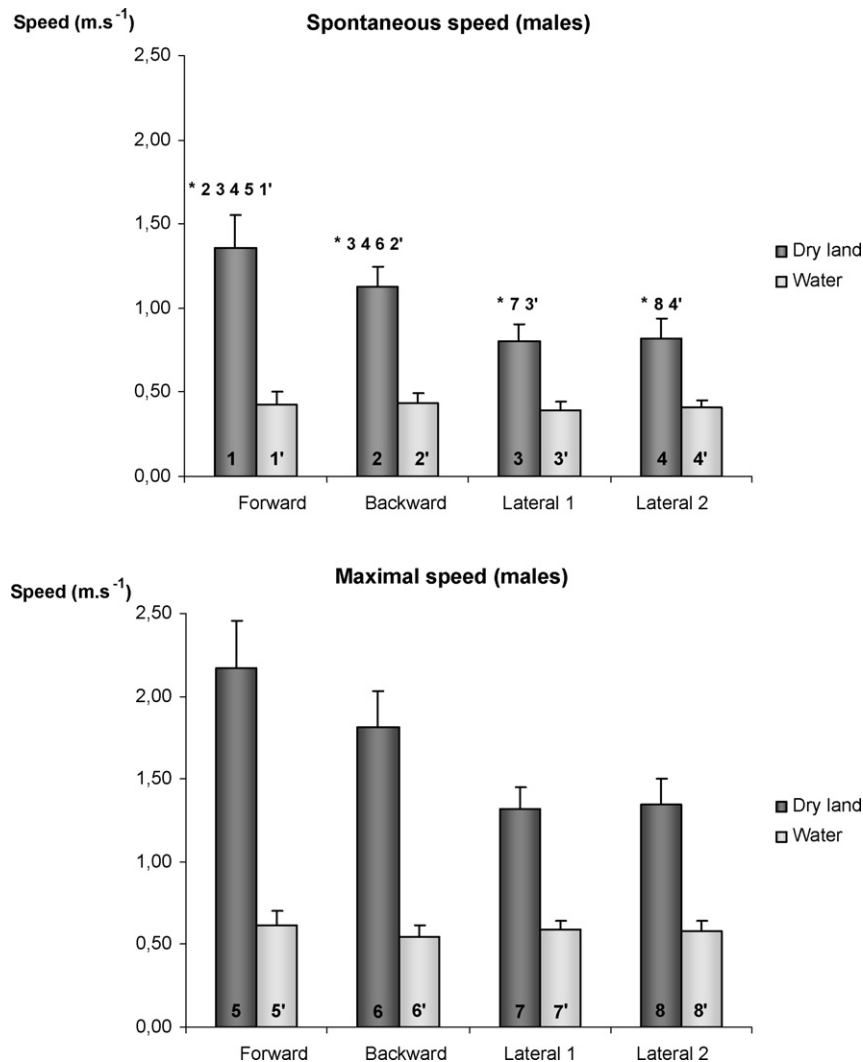 Speed (m.s-1)
Spontaneous speed (males)
2,50
2,00
* 2 3 4 5 1'
1,50
* 3 4 6 2'
* 7 3'
* 8 4'
Dry land
Water
1,00
0,50
1 1' 2 2' 3 3' 4 4'
0,00
Forward Backward Lateral 1 Lateral 2
Maximal speed (males)
Speed (m.s-1)
2,50
2,00
1,50
Dry land
Water
1,00
0,50
5 5' 6 6' 7 7' 8 8'
0,00
Forward Backward Lateral 1 Lateral 2